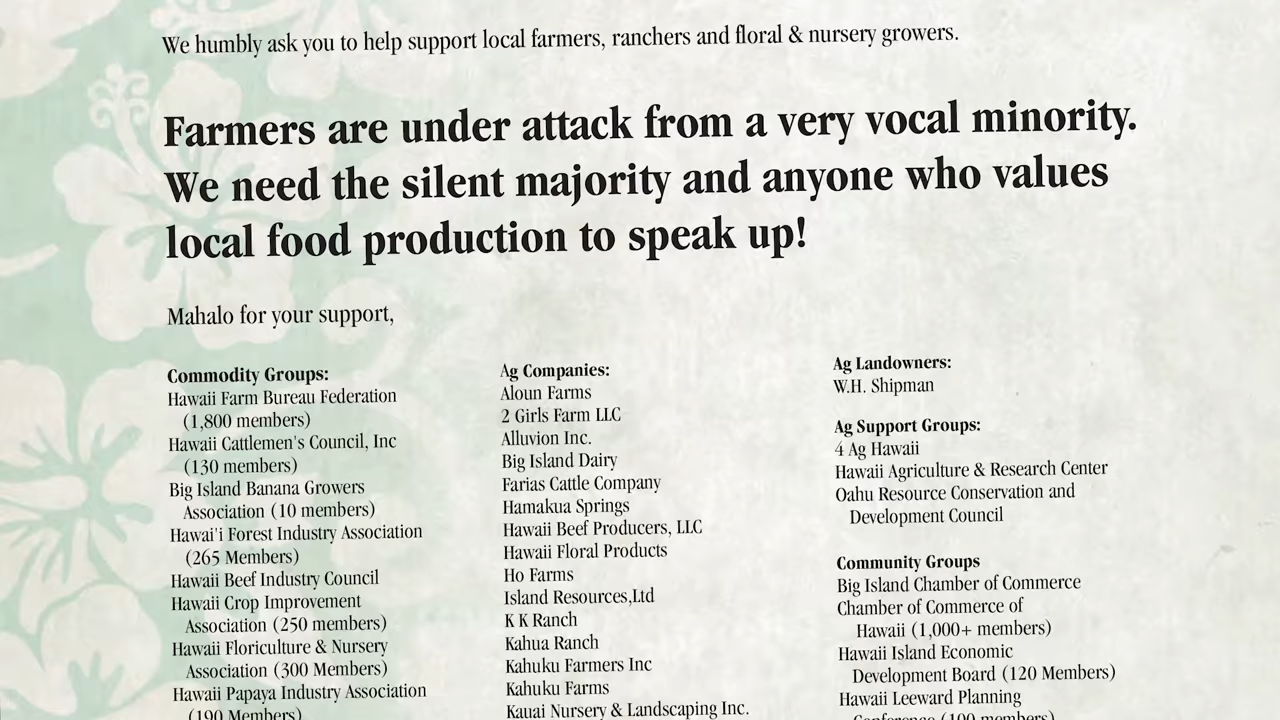 We humbly ask you to help support local farmers, ranchers and floral & nursery growers.
Farmers are under attack from a very vocal minority.
We need the silent majority and anyone who values
local food production to speak up!
Mahalo for your support,
Commodity Groups:
Hawaii Farm Bureau Federation
(1,800 members)
Hawaii Cattlemen's Council, Inc
(130 members)
Big Island Banana Growers
Association (10 members)
Hawai'i Forest Industry Association
(265 Members)
Hawaii Beef Industry Council
Hawaii Crop Improvement
Association (250 members)
Hawaii Floriculture & Nursery
Association (300 Members)
Hawaii Papaya Industry Association
(190 Members)
Ag Companies:
Aloun Farms
2 Girls Farm LLC
Alluvion Inc.
Big Island Dairy
Farias Cattle Company
Hamakua Springs
Hawaii Beef Producers, LLC
Hawaii Floral Products
Ho Farms
Island Resources,Ltd
K K Ranch
Kahua Ranch
Kahuku Farmers Inc
Kahuku Farms
Kauai Nursery & Landscaping Inc.
Ag Landowners:
W.H. Shipman
Ag Support Groups:
4 Ag Hawaii
Hawaii Agriculture & Research Center
Oahu Resource Conservation and
Development Council
Community Groups
Big Island Chamber of Commerce
Chamber of Commerce of
Hawaii (1,000+ members)
Hawaii Island Economic
Development Board (120 Members)
Hawaii Leeward Planning
Conference (100 members)